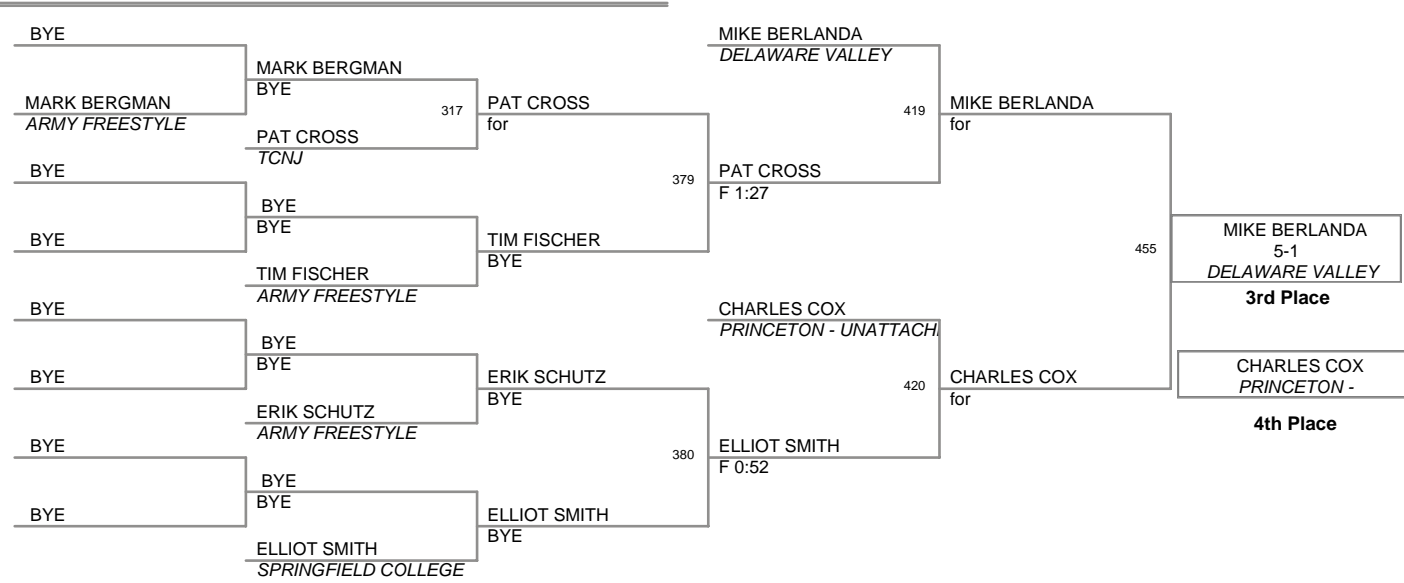 BYE
MIKE BERLANDA
DELAWARE VALLEY
MARK BERGMAN
BYE
MARK BERGMAN
ARMY FREESTYLE
317
PAT CROSS
for
419
MIKE BERLANDA
for
PAT CROSS
TCNJ
BYE
379
PAT CROSS
F 1:27
BYE
BYE
BYE
TIM FISCHER
BYE
455
MIKE BERLANDA
5-1
DELAWARE VALLEY
3rd Place
TIM FISCHER
ARMY FREESTYLE
BYE
CHARLES COX
PRINCETON - UNATTACH
BYE
BYE
BYE
ERIK SCHUTZ
BYE
420
CHARLES COX
for
CHARLES COX
PRINCETON -
4th Place
ERIK SCHUTZ
ARMY FREESTYLE
BYE
380
ELLIOT SMITH
F 0:52
BYE
BYE
BYE
ELLIOT SMITH
BYE
ELLIOT SMITH
SPRINGFIELD COLLEGE